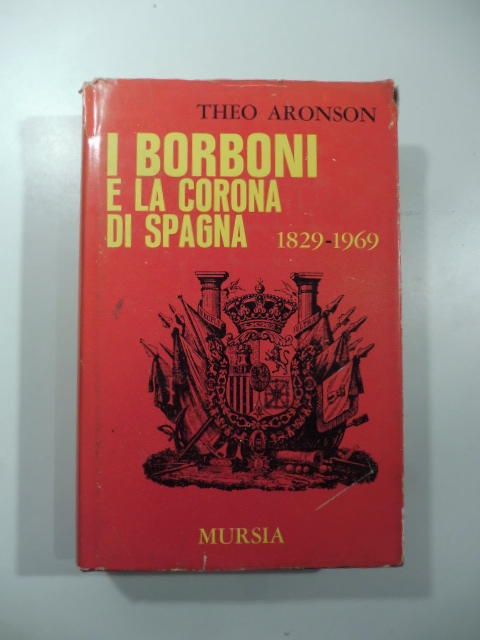 THEO ARONSON
I BORBONI
E LA CORONA
DI SPAGNA 1829-1969
MURSIA